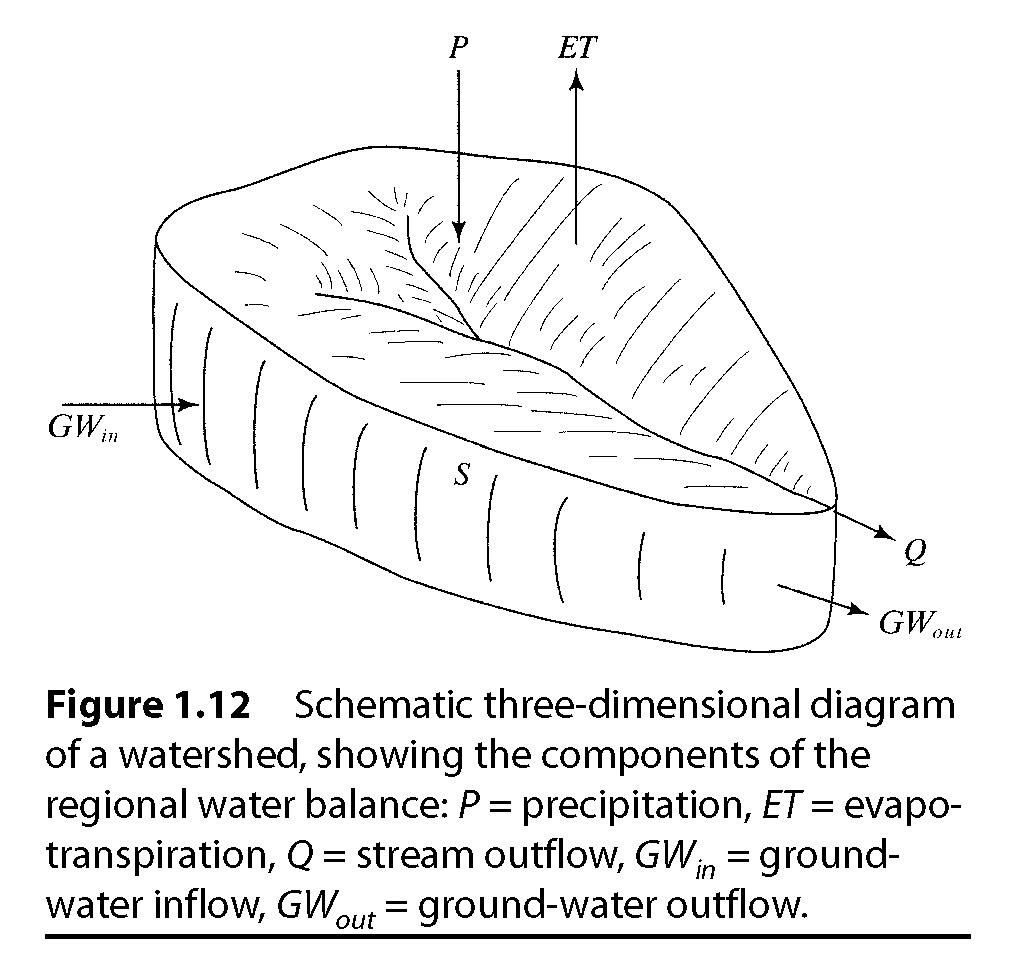 P ET
GWin
S
Q
GWout
Figure 1.12 Schematic three-dimensional diagram
of a watershed, showing the components of the
regional water balance: P = precipitation, ET = evapo-
transpiration, Q = stream outflow, GWin = ground-
water inflow, GWout = ground-water outflow.